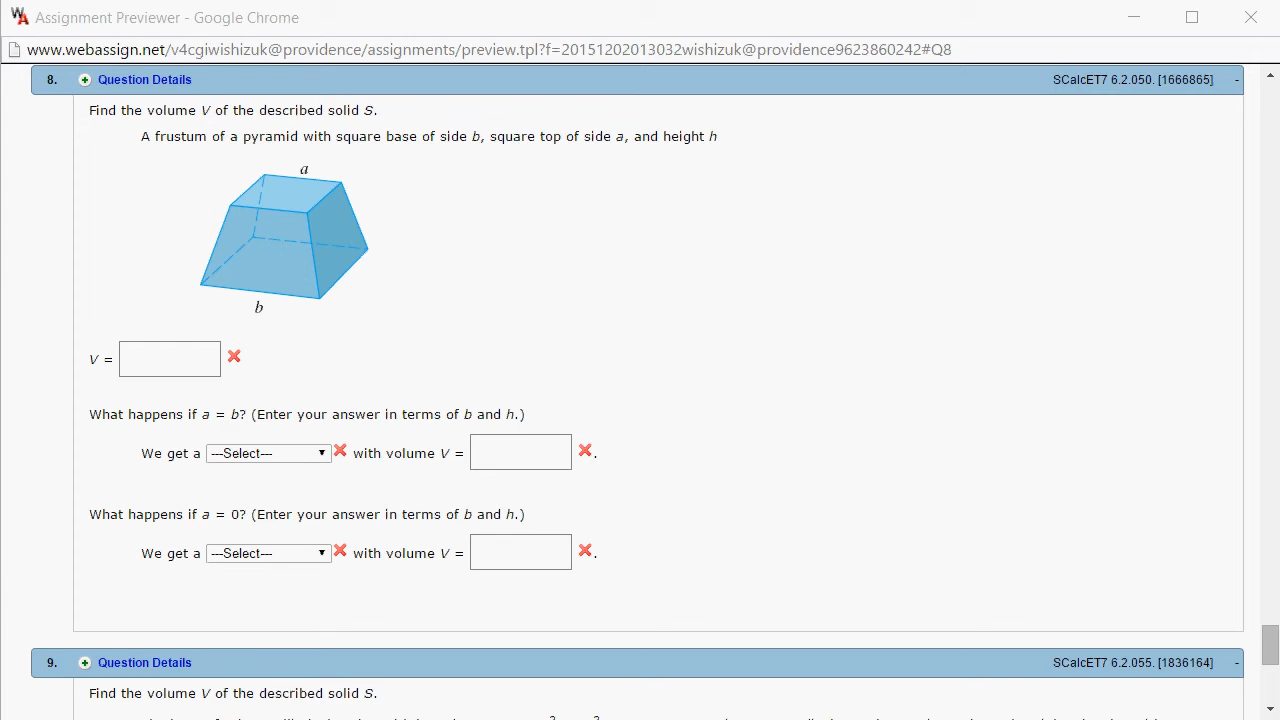 Assignment Previewer - Google Chrome
www.webassign.net/v4cgiwishizuk@providence/assignments/preview.tpl?f=20151202013032wishizuk@providence9623860242#Q8
8. Question Details SCalcET7 6.2.050. [1666865] -
Find the volume V of the described solid S.
A frustum of a pyramid with square base of side b, square top of side a, and height h
a
b
V =
What happens if a = b? (Enter your answer in terms of b and h.)
We get a ---Select--- with volume V = .
What happens if a = 0? (Enter your answer in terms of b and h.)
We get a ---Select--- with volume V = .
9. Question Details SCalcET7 6.2.055. [1836164] -
Find the volume V of the described solid S.